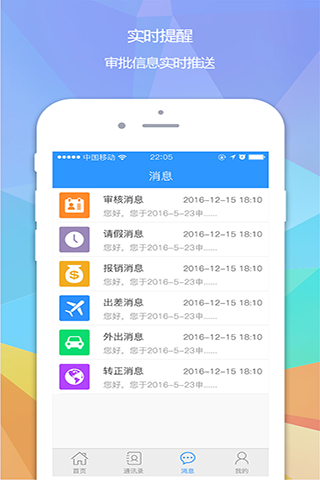 实时提醒
审批信息实时推送
中国移动 22:05
消息
审核消息 2016-12-15 18:10
您好。您于2016-5-23申......
请假消息 2016-12-15 18:10
您好。您于2016-5-23申......
报销消息 2016-12-15 18:10
您好。您于2016-5-23申......
出差消息 2016-12-15 18:10
您好。您于2016-5-23申......
外出消息 2016-12-15 18:10
您好。您于2016-5-23申......
转正消息 2016-12-15 18:10
您好。您于2016-5-23申......
首页 通讯录 消息 我的